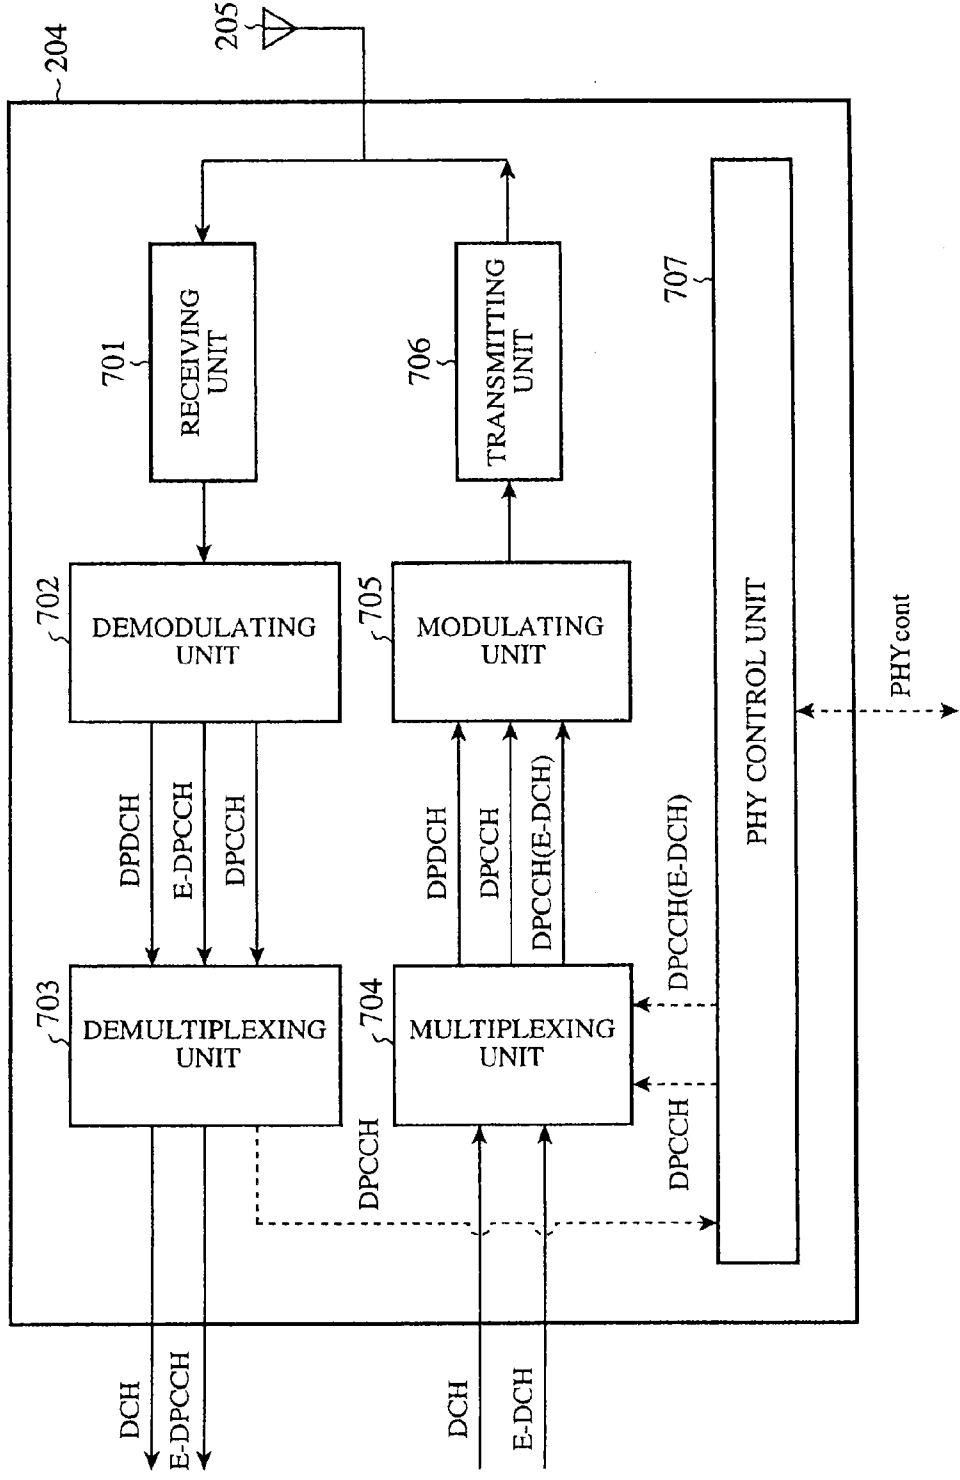 204
205
701
RECEIVING
UNIT
702
DEMODULATING
UNIT
DPDCH
E-DPCCH
DPCCH
703
DEMULTIPLEXING
UNIT
DCH
E-DPCCH
DPCCH
706
TRANSMITTING
UNIT
705
MODULATING
UNIT
DPDCH
DPCCH
DPCCH(E-DCH)
704
MULTIPLEXING
UNIT
DCH
E-DCH
DPCCH(E-DCH)
DPCCH
707
PHY CONTROL UNIT
PHYcont